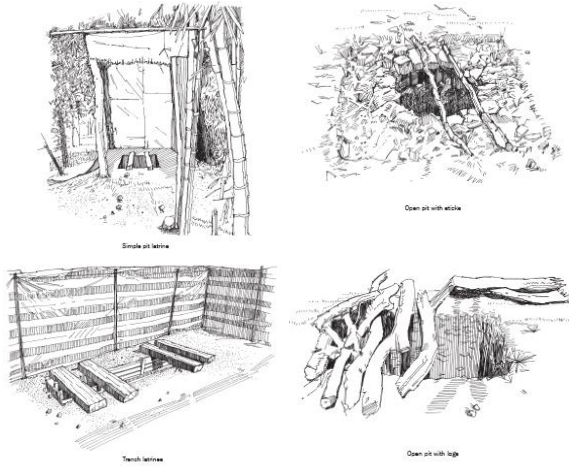 Simple pit latrine
Open pit with sticks
Trench latrines
Open pit with logs